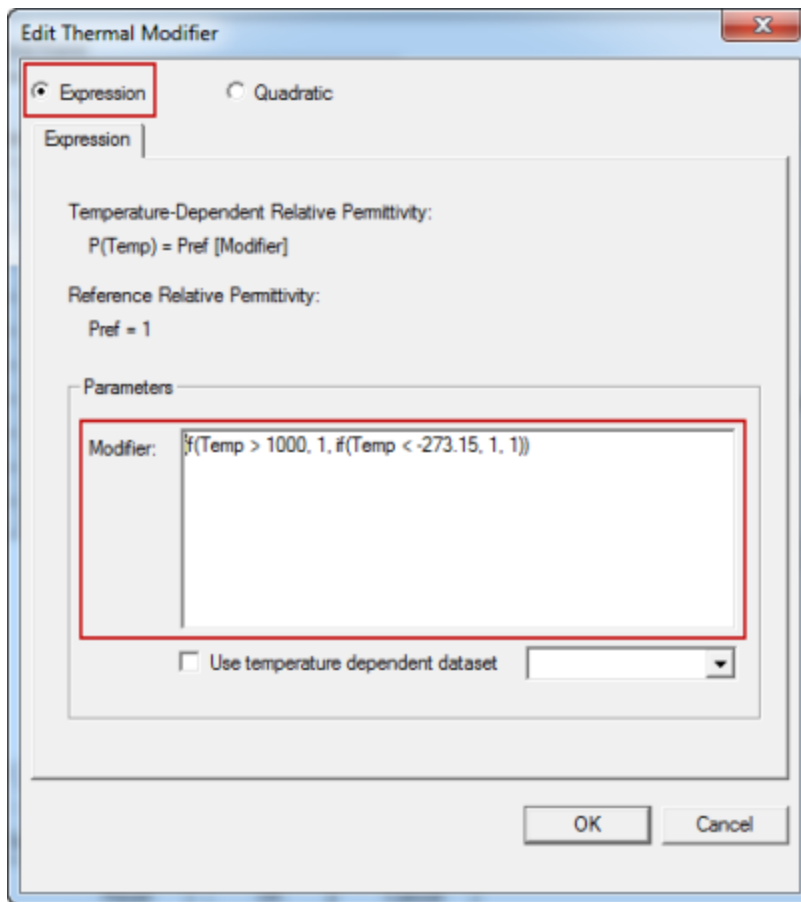 Edit Thermal Modifier
Expression
Quadratic
Expression
Temperature-Dependent Relative Permittivity:
P(Temp) = Pref [Modifier]
Reference Relative Permittivity:
Pref = 1
Parameters
Modifier:
if(Temp > 1000, 1, if(Temp < -273.15, 1, 1))
Use temperature dependent dataset
OK
Cancel